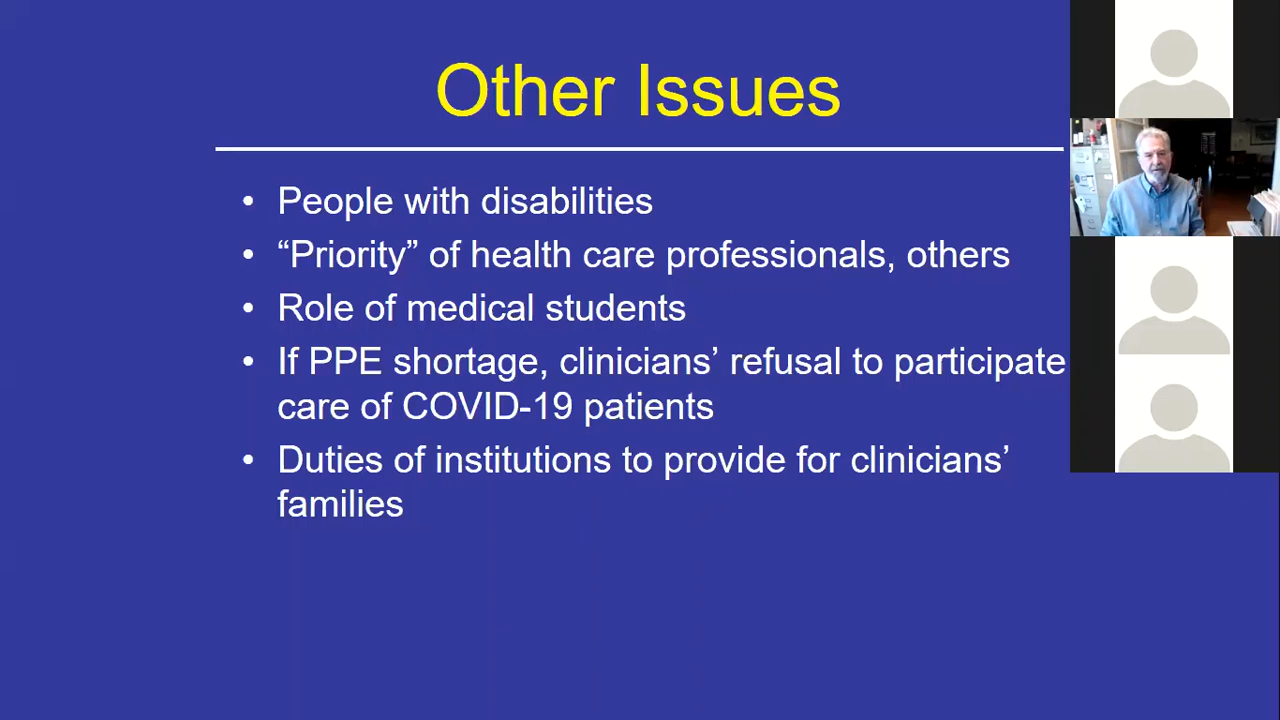 Other Issues
• People with disabilities
• “Priority” of health care professionals, others
• Role of medical students
• If PPE shortage, clinicians’ refusal to participate
care of COVID-19 patients
• Duties of institutions to provide for clinicians’
families